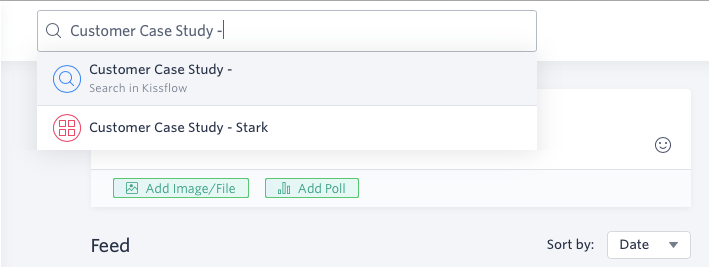 Customer Case Study -
Customer Case Study -
Search in Kissflow
Customer Case Study - Stark
Add Image/File
Add Poll
Feed
Sort by:
Date